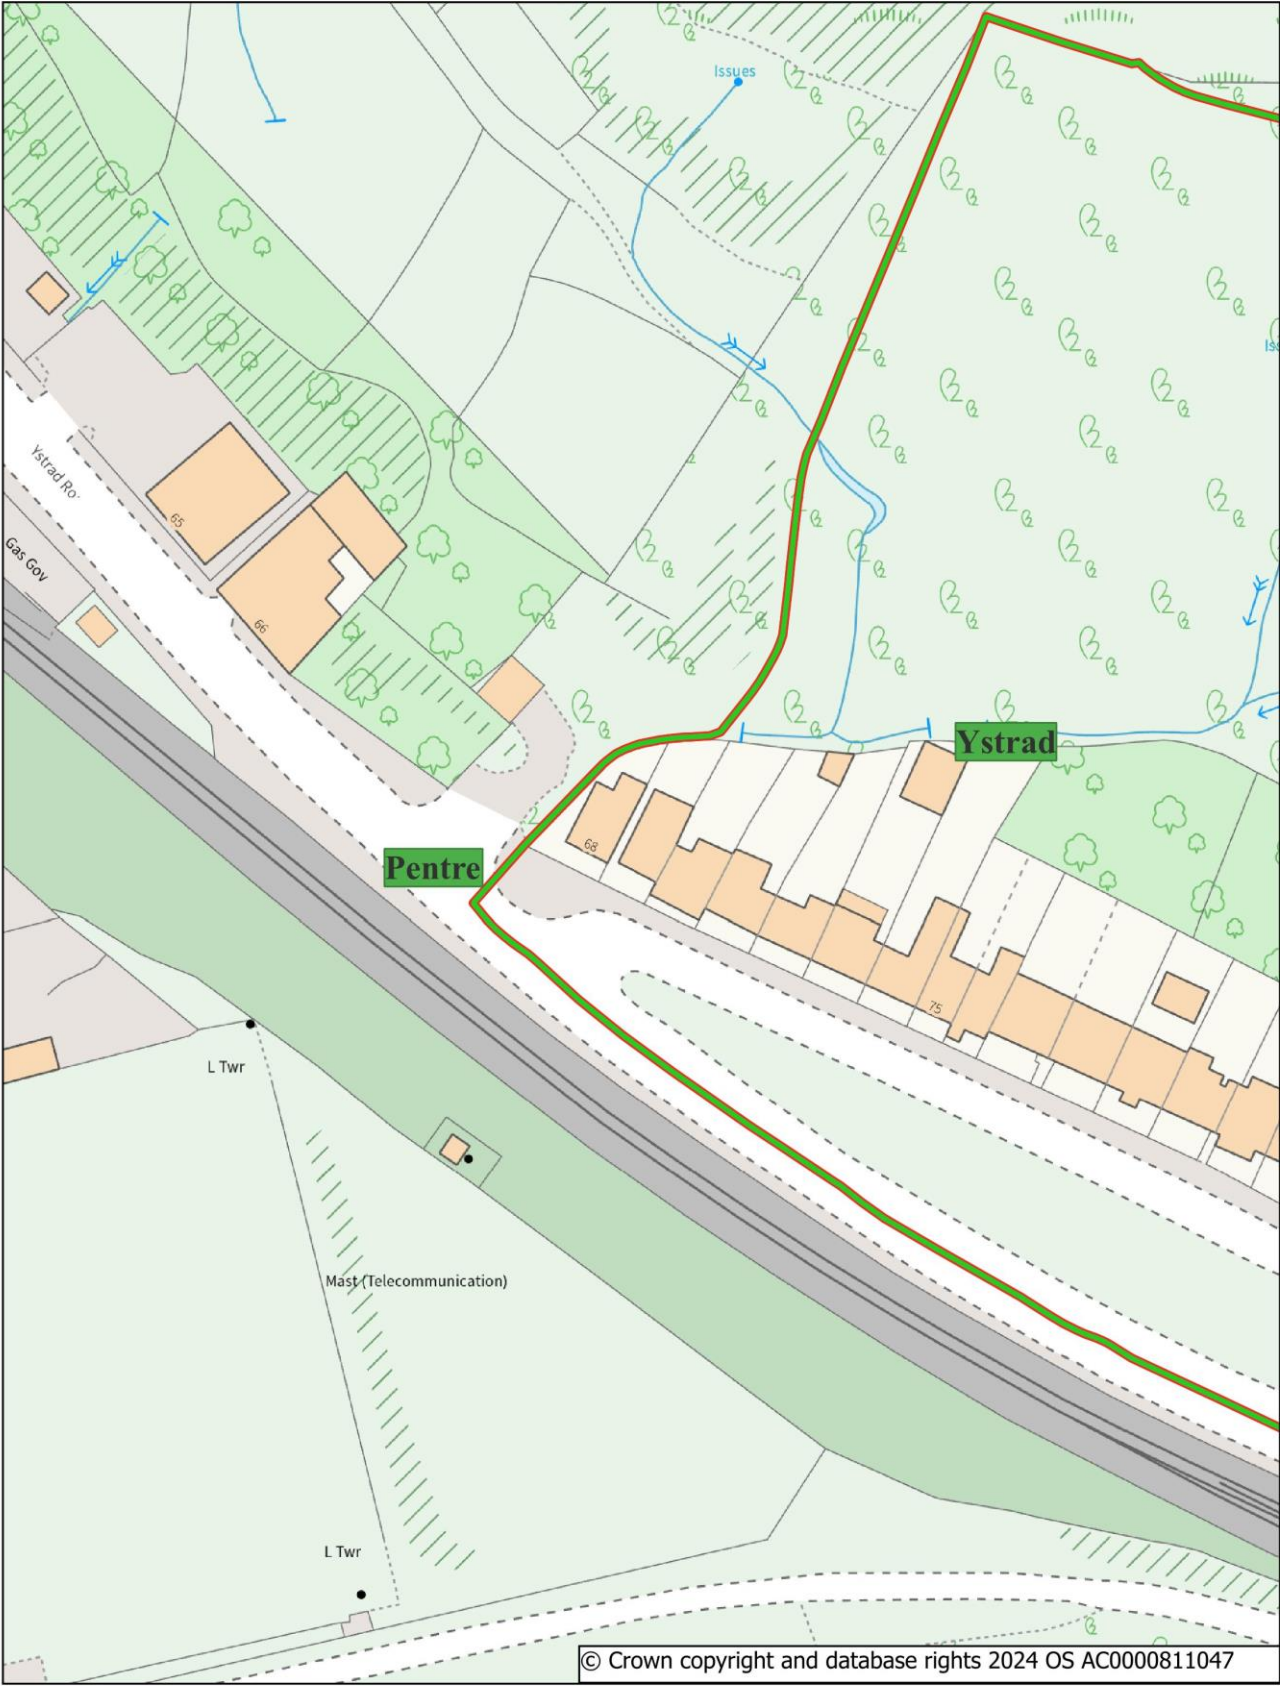 Issues
Ystrad Ro
65
Gas Gov
66
Ystrad
68
Pentre
75
L Twr
Mast (Telecommunication)
L Twr
© Crown copyright and database rights 2024 OS AC0000811047